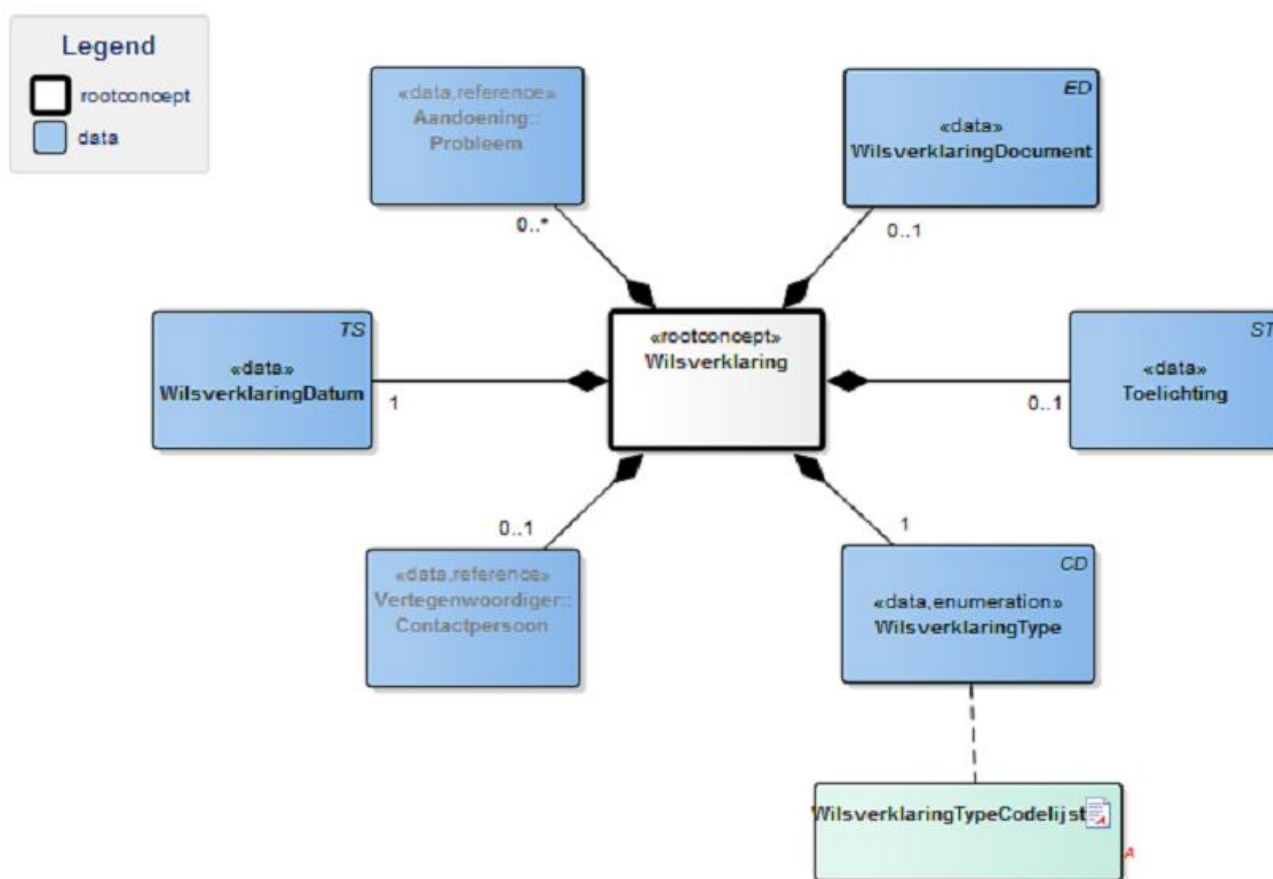 Legend
rootconcept
data
«data,reference»
Aandoening::
Probleem
0..*
ED
«data»
WilsverklaringDocument
0..1
TS
«data»
WilsverklaringDatum
1
«rootconcept»
Wilsverklaring
ST
«data»
Toelichting
0..1
0..1
«data,reference»
Vertegenwoordiger::
Contactpersoon
1
CD
«data,enumeration»
WilsverklaringType
WilsverklaringTypeCodelijst
A